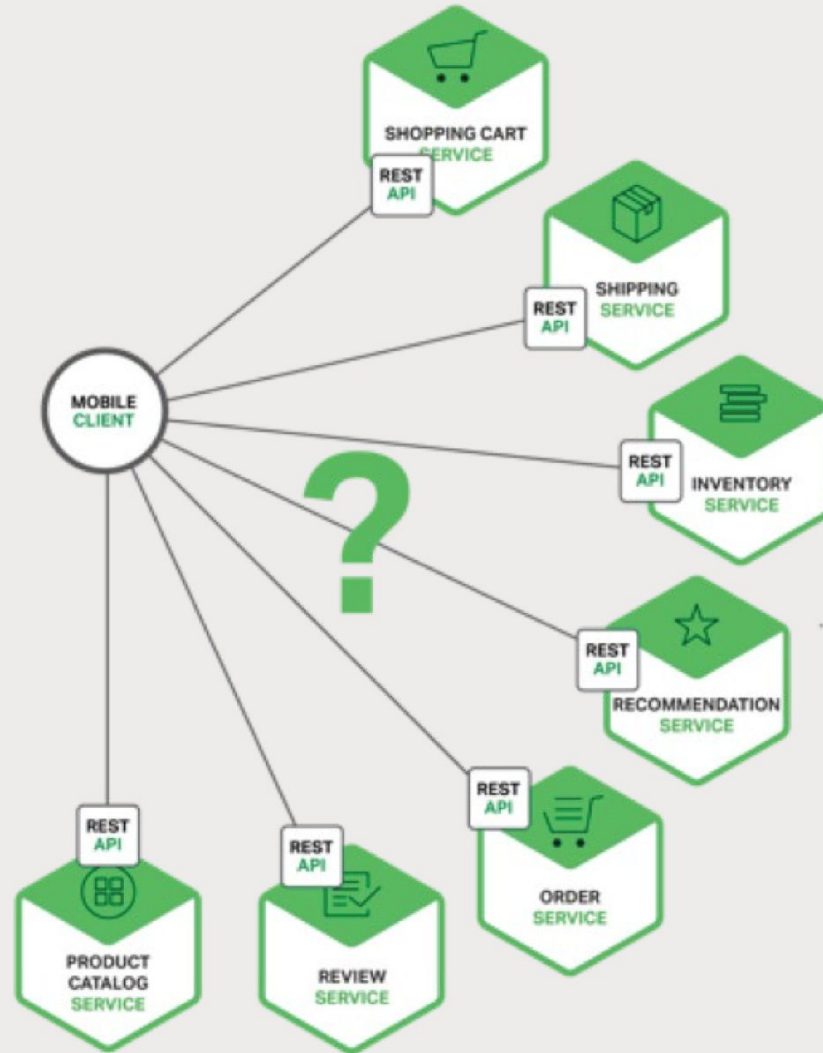 SHOPPING CART
SERVICE
REST
API
SHIPPING
SERVICE
REST
API
MOBILE
CLIENT
REST
API
INVENTORY
SERVICE
?
REST
API
RECOMMENDATION
SERVICE
REST
API
ORDER
SERVICE
REST
API
REVIEW
SERVICE
REST
API
PRODUCT
CATALOG
SERVICE